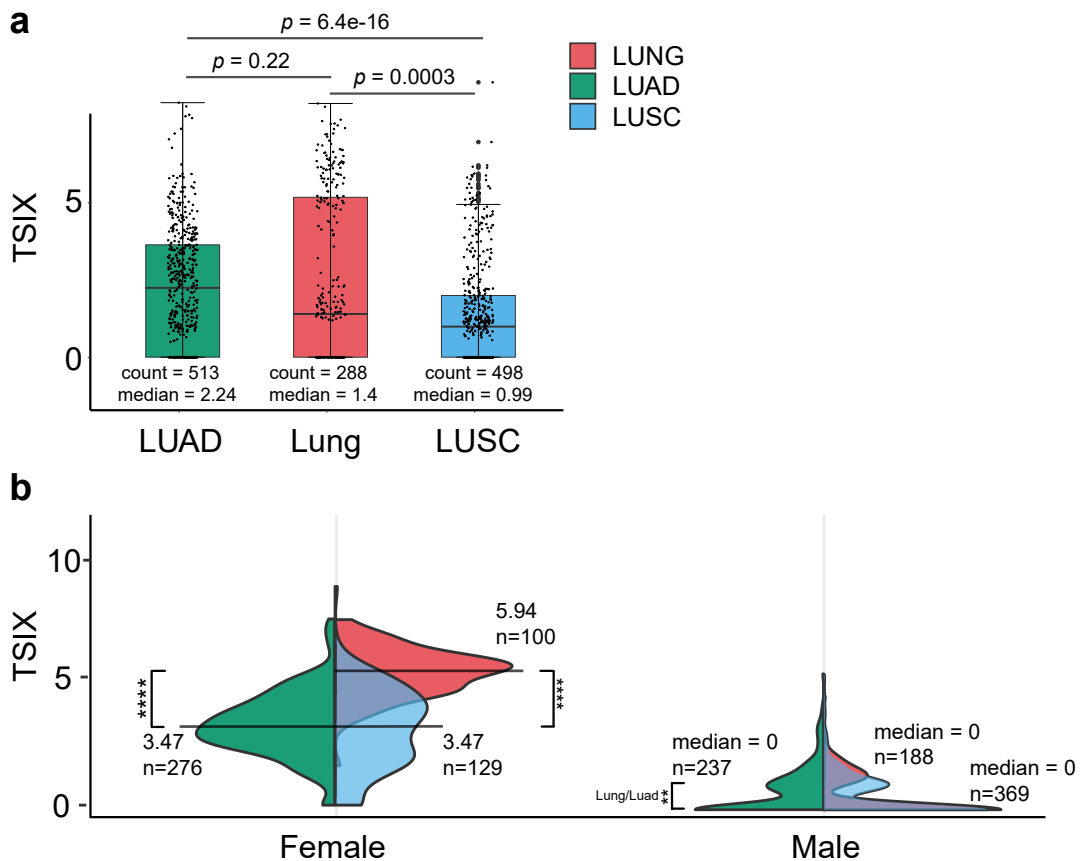 a
p = 6.4e-16
p = 0.22
p = 0.0003
LUNG
LUAD
LUSC
TSIX
5
0
count = 513
median = 2.24
count = 288
median = 1.4
count = 498
median = 0.99
LUAD
Lung
LUSC
b
TSIX
10
5
0
****
3.47
n=276
5.94
n=100
****
3.47
n=129
median = 0
n=237
Lung/Luad
**
median = 0
n=188
median = 0
n=369
Female
Male